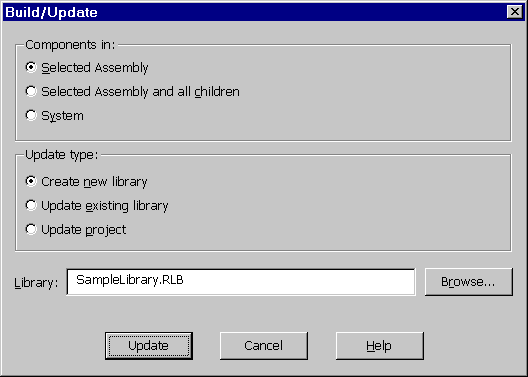 Build/Update
Components in:
Selected Assembly
Selected Assembly and all children
System
Update type:
Create new library
Update existing library
Update project
Library: SampleLibrary.RLB Browse...
Update Cancel Help